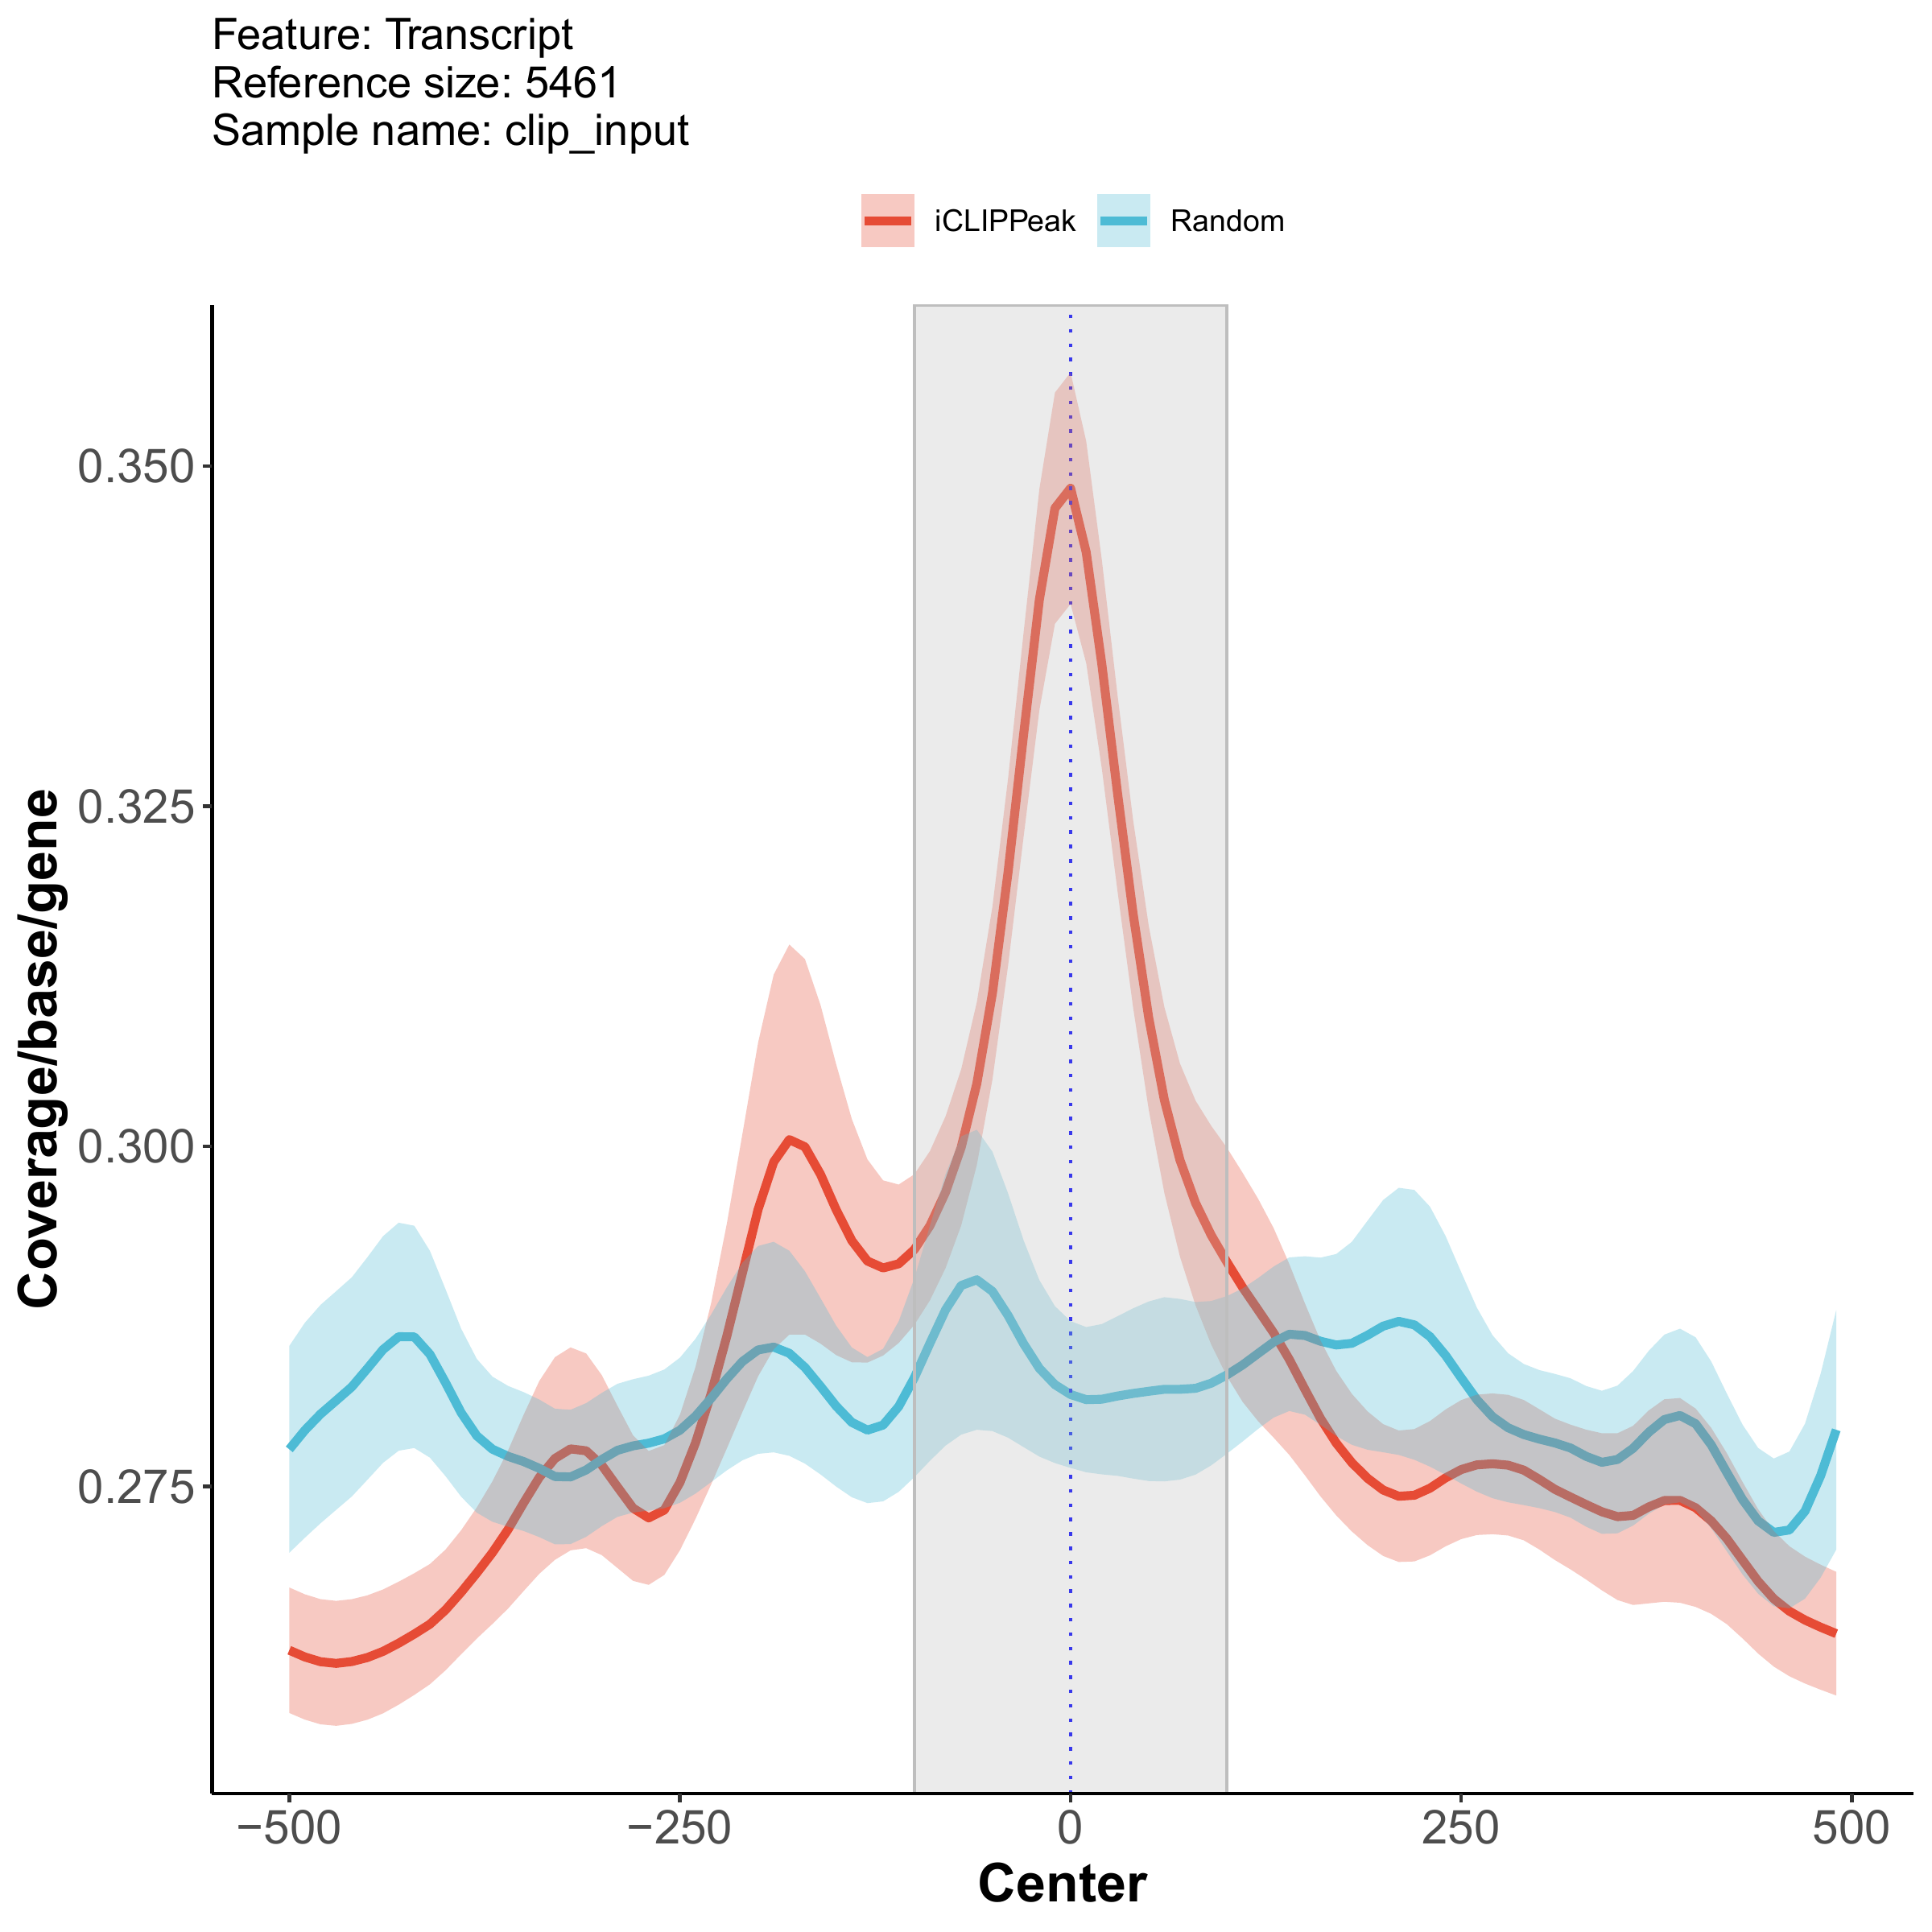 Feature: Transcript
Reference size: 5461
Sample name: clip_input
iCLIPPeak Random
Coverage/base/gene
0.350
0.325
0.300
0.275
−500 −250 0 250 500
Center